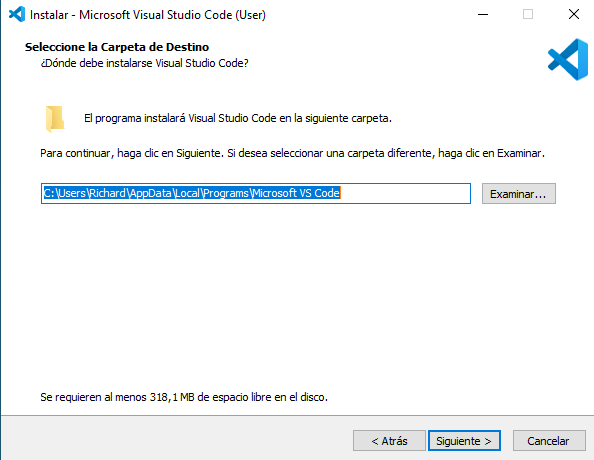 Instalar - Microsoft Visual Studio Code (User)
Seleccione la Carpeta de Destino
¿Dónde debe instalarse Visual Studio Code?
El programa instalará Visual Studio Code en la siguiente carpeta.
Para continuar, haga clic en Siguiente. Si desea seleccionar una carpeta diferente, haga clic en Examinar.
C:\Users\Richard\AppData\Local\Programs\Microsoft VS Code
Examinar...
Se requieren al menos 318,1 MB de espacio libre en el disco.
< Atrás
Siguiente >
Cancelar